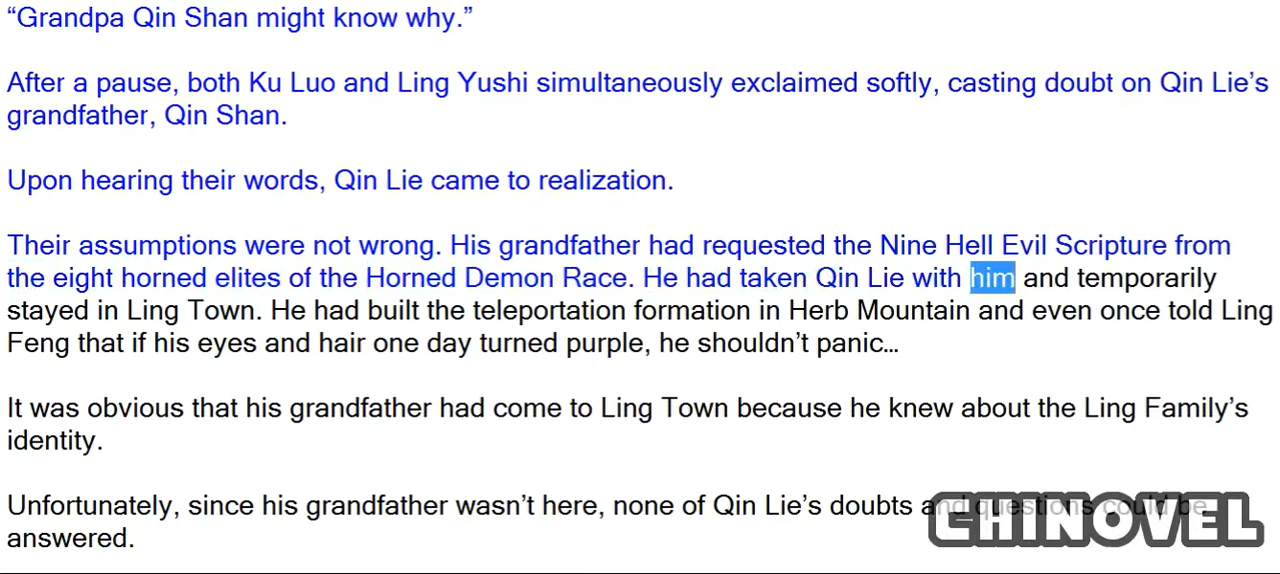 “Grandpa Qin Shan might know why.”
After a pause, both Ku Luo and Ling Yushi simultaneously exclaimed softly, casting doubt on Qin Lie’s
grandfather, Qin Shan.
Upon hearing their words, Qin Lie came to realization.
Their assumptions were not wrong. His grandfather had requested the Nine Hell Evil Scripture from
the eight horned elites of the Horned Demon Race. He had taken Qin Lie with him and temporarily
stayed in Ling Town. He had built the teleportation formation in Herb Mountain and even once told Ling
Feng that if his eyes and hair one day turned purple, he shouldn’t panic…
It was obvious that his grandfather had come to Ling Town because he knew about the Ling Family’s
identity.
Unfortunately, since his grandfather wasn’t here, none of Qin Lie’s doubts and questions could be
answered.
CHINOVEL